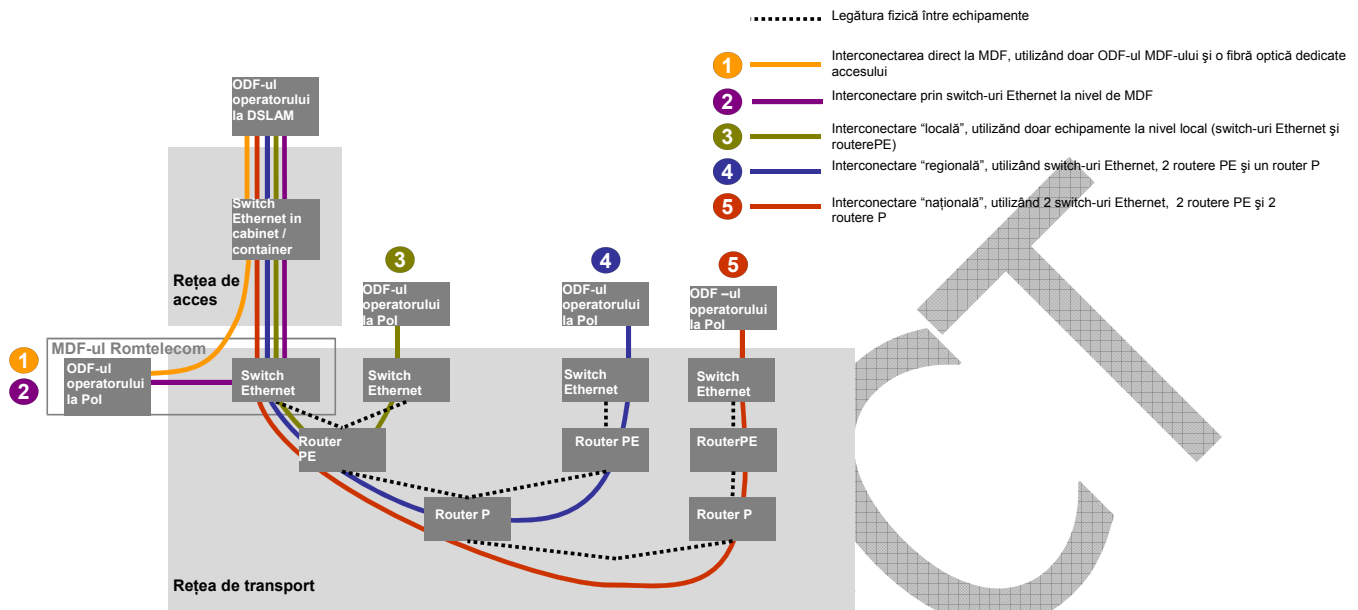 Legătura fizică între echipamente
1
Interconectarea direct la MDF, utilizând doar ODF-ul MDF-ului şi o fibră optică dedicate
accesului
2
Interconectare prin switch-uri Ethernet la nivel de MDF
3
Interconectare “locală”, utilizănd doar echipamente la nivel local (switch-uri Ethernet şi
routerePE)
4
Interconectare “regională”, utilizând switch-uri Ethernet, 2 routere PE şi un router P
5
Interconectare “naţională”, utilizând 2 switch-uri Ethernet, 2 routere PE şi 2
routere P
ODF-ul
operatorului
la DSLAM
Switch
Ethernet in
cabinet /
container
Reţea de
acces
3
4
5
ODF-ul
operatorului
la PoI
ODF-ul
operatorului
la PoI
ODF –ul
operatorului
la PoI
1
2
MDF-ul Romtelecom
ODF-ul
operatorului
la PoI
Switch
Ethernet
Switch
Ethernet
Switch
Ethernet
Switch
Ethernet
Router
PE
Router PE
RouterPE
Router P
Router P
Reţea de transport
CT